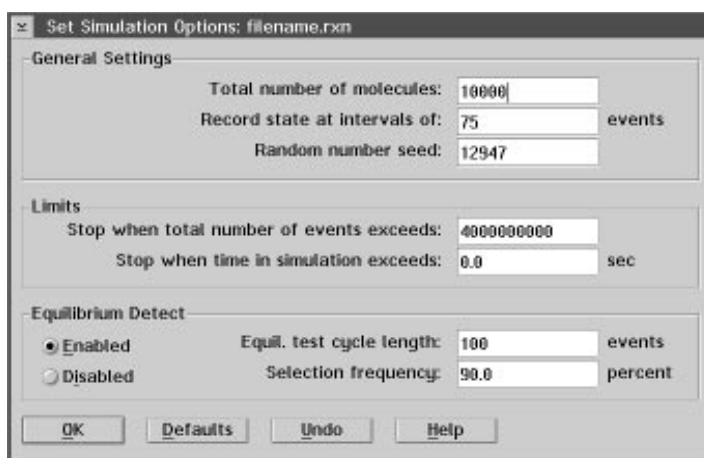 Set Simulation Options: filename.rxn
General Settings
Total number of molecules: 10000
Record state at intervals of: 75 events
Random number seed: 12947
Limits
Stop when total number of events exceeds: 4000000000
Stop when time in simulation exceeds: 0.0 sec
Equilibrium Detect
Enabled Equil. test cycle length: 100 events
Disabled Selection frequency: 90.0 percent
OK Defaults Undo Help